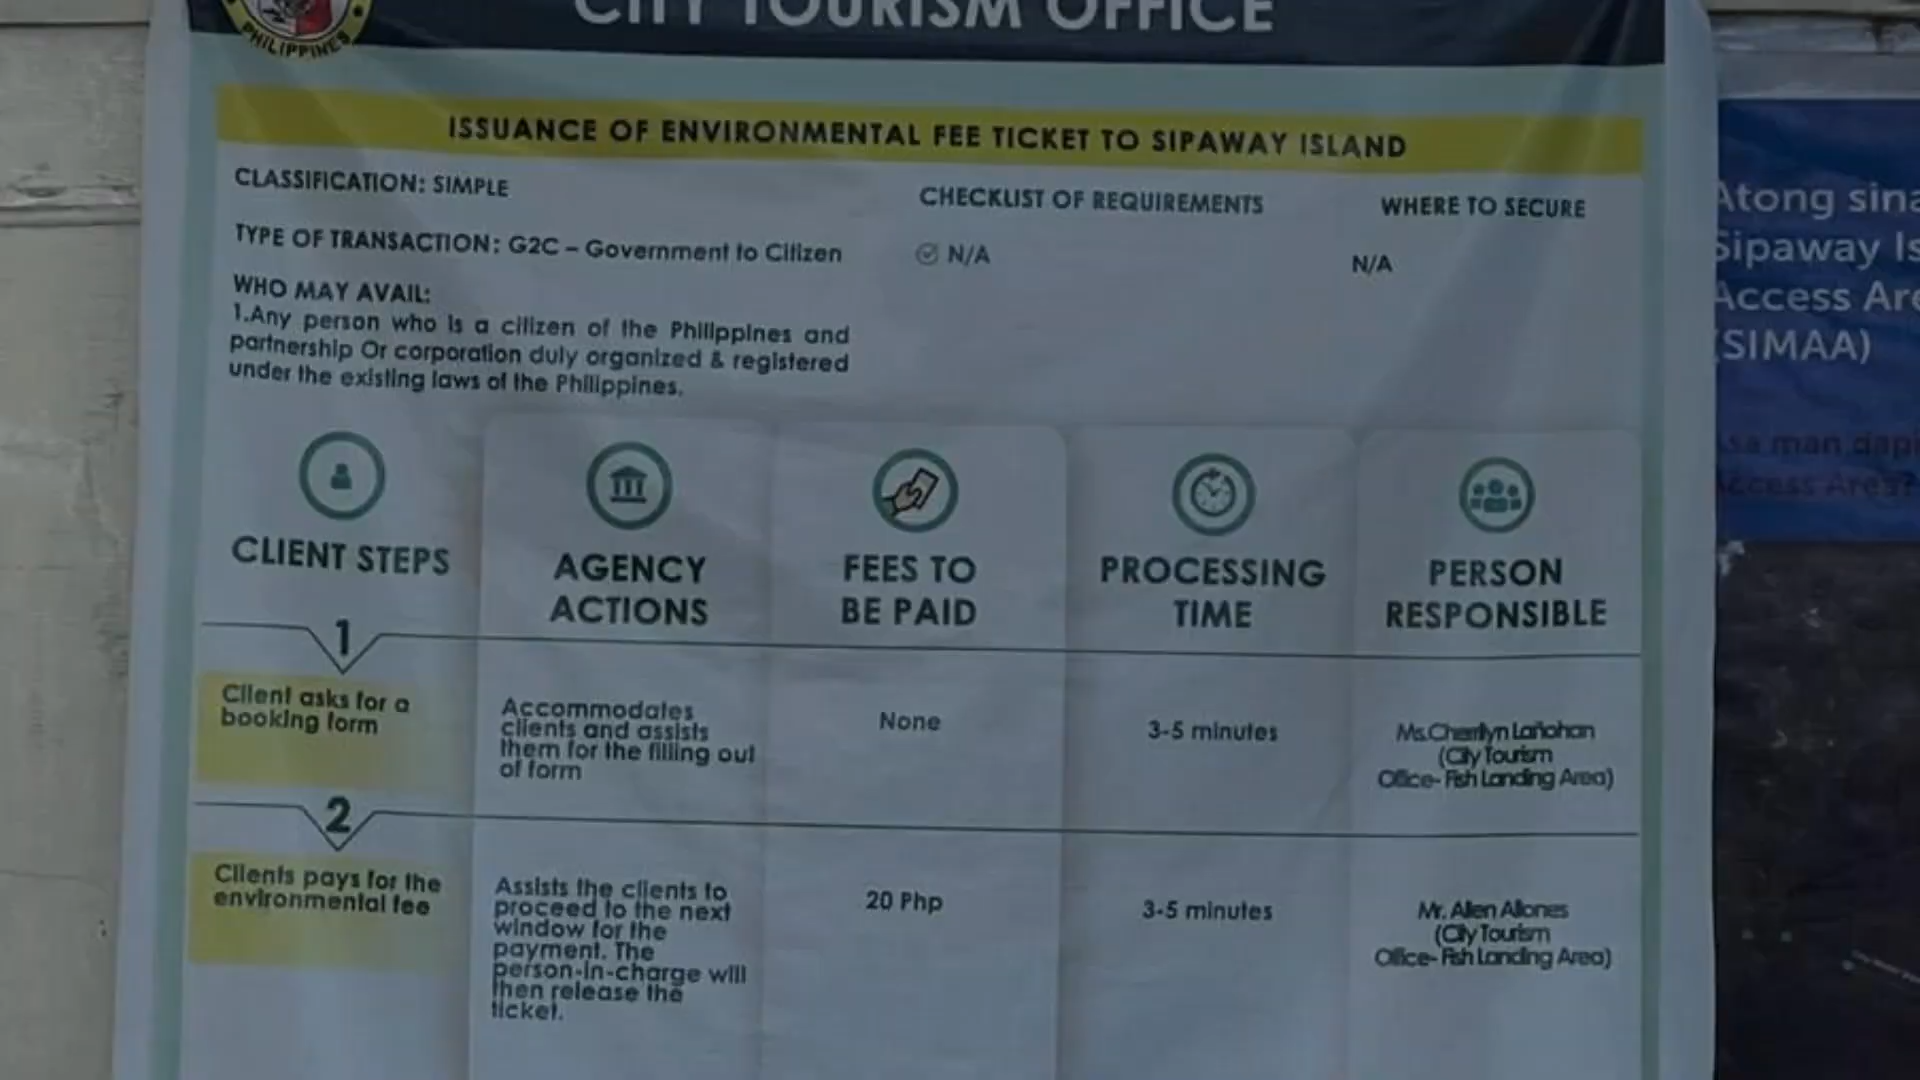 CITY TOURISM OFFICE
PHILIPPINES
ISSUANCE OF ENVIRONMENTAL FEE TICKET TO SIPAWAY ISLAND
CLASSIFICATION: SIMPLE
TYPE OF TRANSACTION: G2C – Government to Citizen
WHO MAY AVAIL:
1.Any person who is a citizen of the Philippines and
partnership Or corporation duly organized & registered
under the existing laws of the Philippines.
CHECKLIST OF REQUIREMENTS
N/A
WHERE TO SECURE
N/A
CLIENT STEPS
AGENCY
ACTIONS
FEES TO
BE PAID
PROCESSING
TIME
PERSON
RESPONSIBLE
1
Client asks for a
booking form
Accommodates
clients and assists
them for the filling out
of form
None
3-5 minutes
Ms.Cherrilyn Lañohan
(City Tourism
Office- Fish Landing Area)
2
Clients pays for the
environmental fee
Assists the clients to
proceed to the next
window for the
payment. The
person-in-charge will
then release the
ticket.
20 Php
3-5 minutes
Mr. Allen Allones
(City Tourism
Office- Fish Landing Area)
Atong
Sipaway
Access
(SIMAA)
man
Access Area?